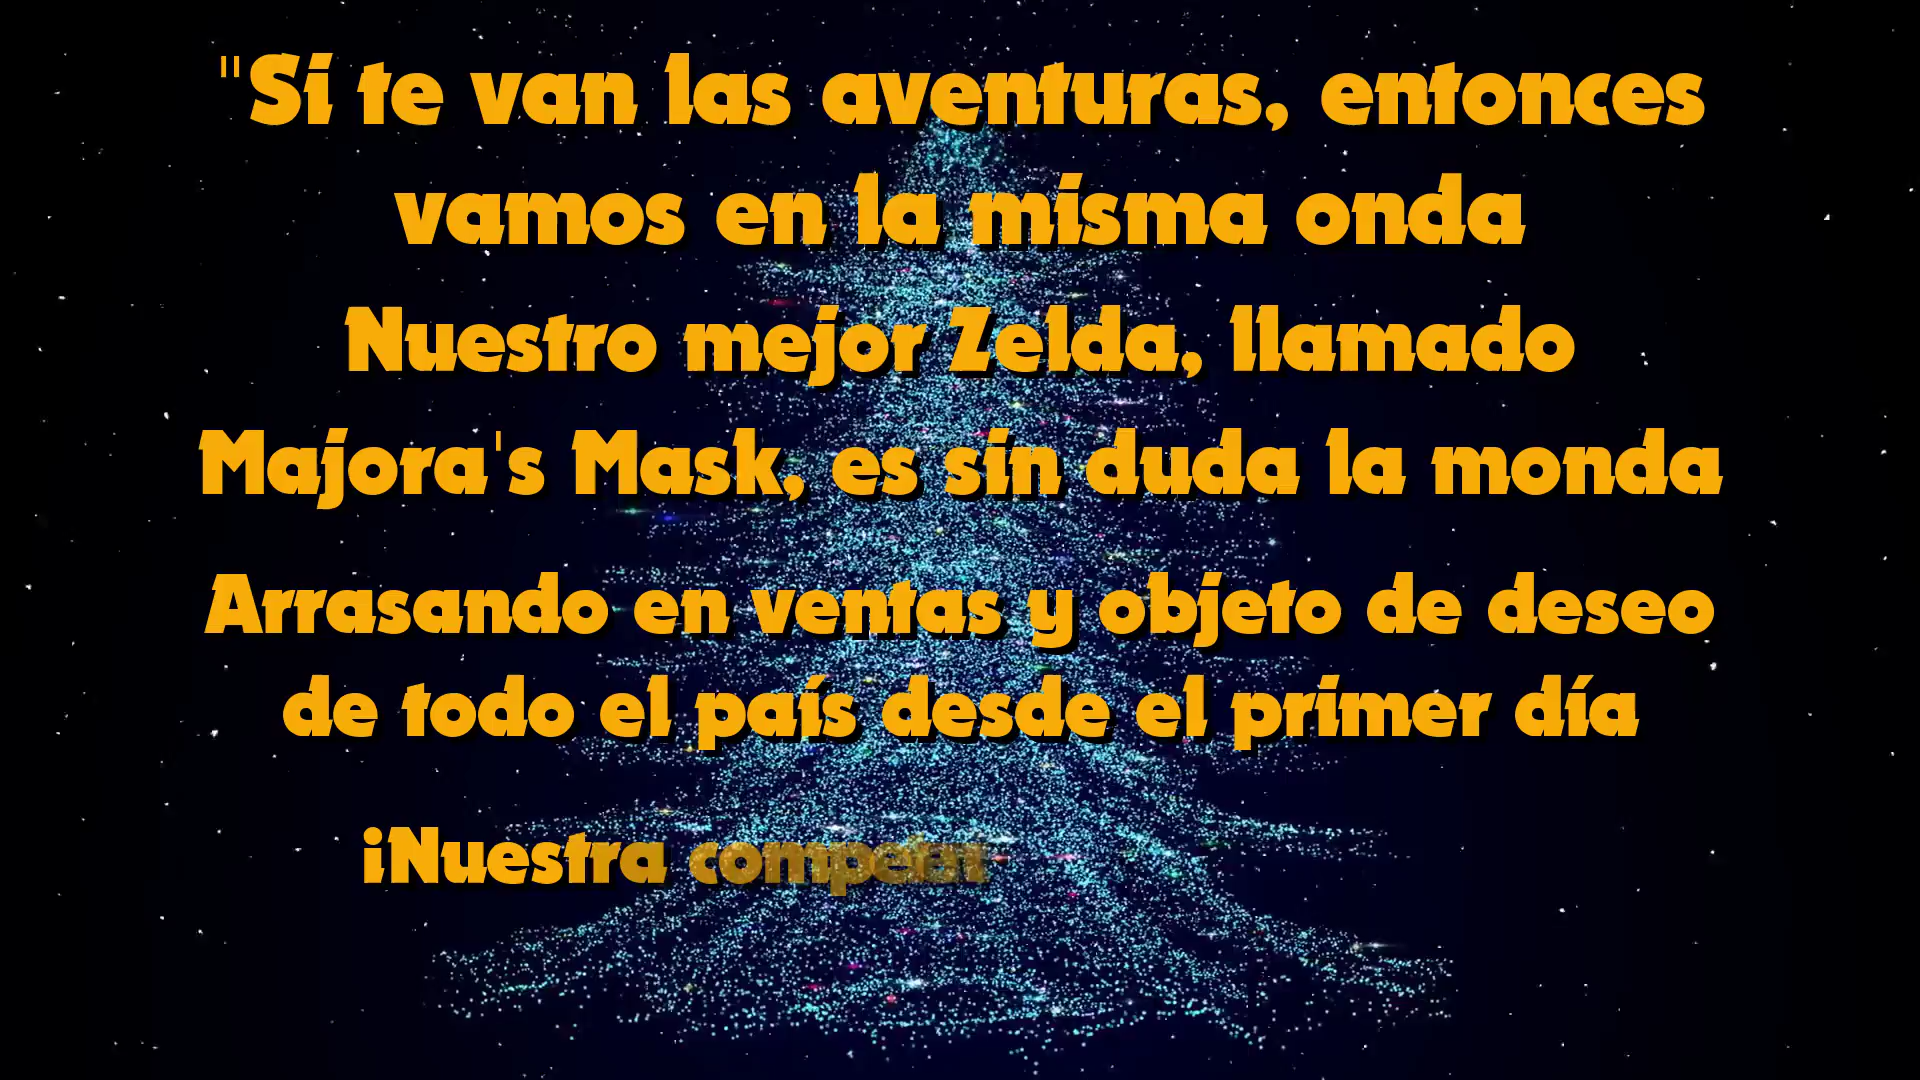 "Si te van las aventuras, entonces
vamos en la misma onda
Nuestro mejor Zelda, llamado
Majora's Mask, es sin duda la monda
Arrasando en ventas y objeto de deseo
de todo el país desde el primer día
¡Nuestra